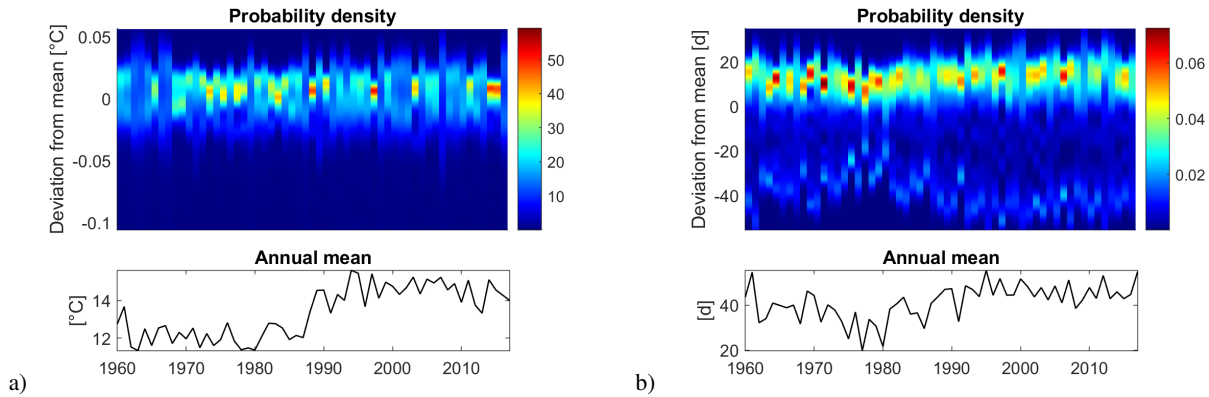 Probability density
Deviation from mean [°C]
0.05
0
-0.05
-0.1
50
40
30
20
10
Annual mean
[°C]
14
12
1960 1970 1980 1990 2000 2010
a)
Probability density
Deviation from mean [d]
20
0
-20
-40
0.06
0.04
0.02
Annual mean
[d]
40
20
1960 1970 1980 1990 2000 2010
b)